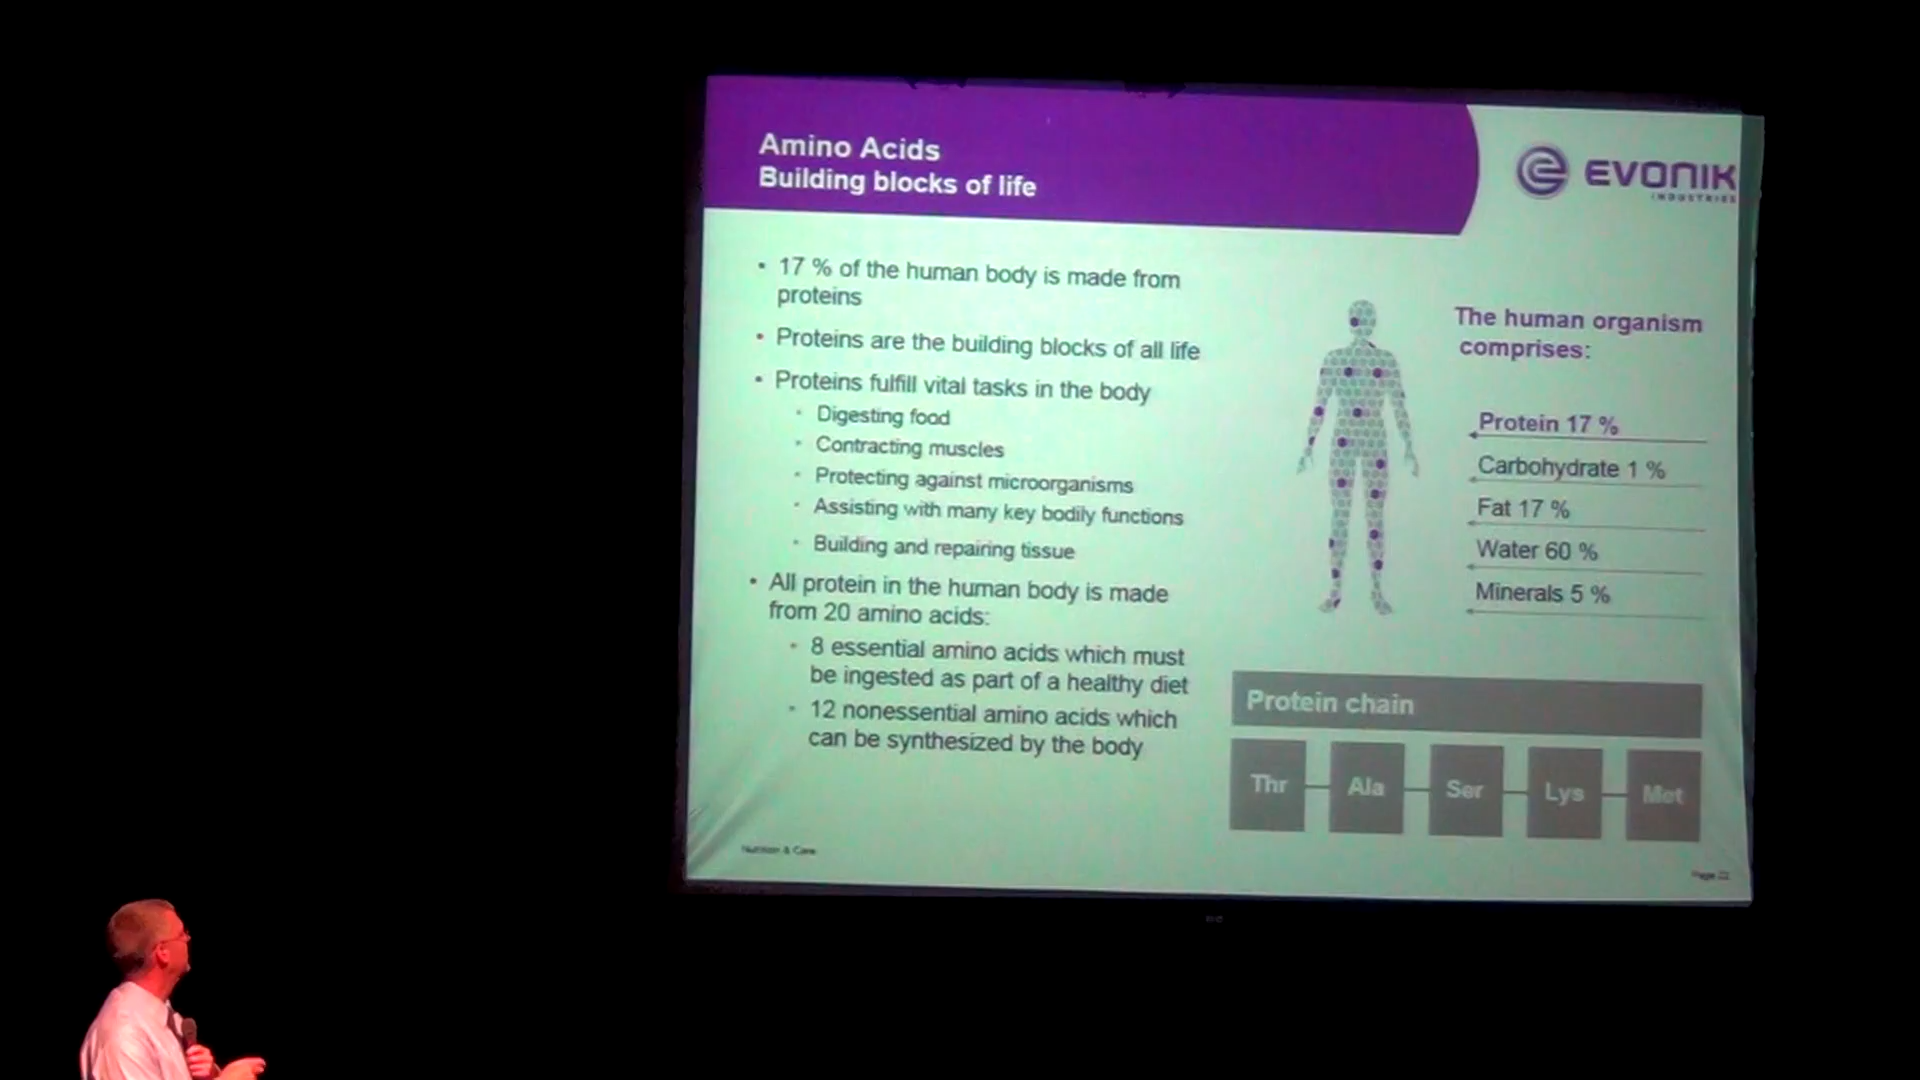 Amino Acids
Building blocks of life
EVONIK
INDUSTRIES
• 17 % of the human body is made from
proteins
• Proteins are the building blocks of all life
• Proteins fulfill vital tasks in the body
• Digesting food
• Contracting muscles
• Protecting against microorganisms
• Assisting with many key bodily functions
• Building and repairing tissue
• All protein in the human body is made
from 20 amino acids:
• 8 essential amino acids which must
be ingested as part of a healthy diet
• 12 nonessential amino acids which
can be synthesized by the body
The human organism
comprises:
Protein 17 %
Carbohydrate 1 %
Fat 17 %
Water 60 %
Minerals 5 %
Protein chain
Thr Ala Ser Lys Met
Nutrition & Care
Page